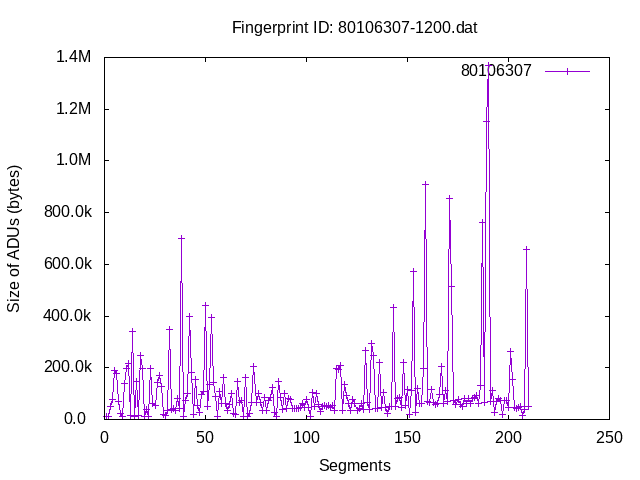 Fingerprint ID: 80106307-1200.dat
1.4M
80106307
1.2M
1.0M
800.0k
600.0k
400.0k
200.0k
0.0
Size of ADUs (bytes)
0 50 100 150 200 250
Segments